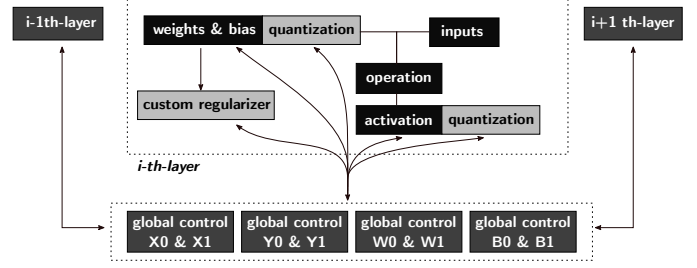 i-1th-layer
weights & bias quantization
inputs
i+1 th-layer
operation
custom regularizer
activation quantization
i-th-layer
global control
X0 & X1
global control
Y0 & Y1
global control
W0 & W1
global control
B0 & B1